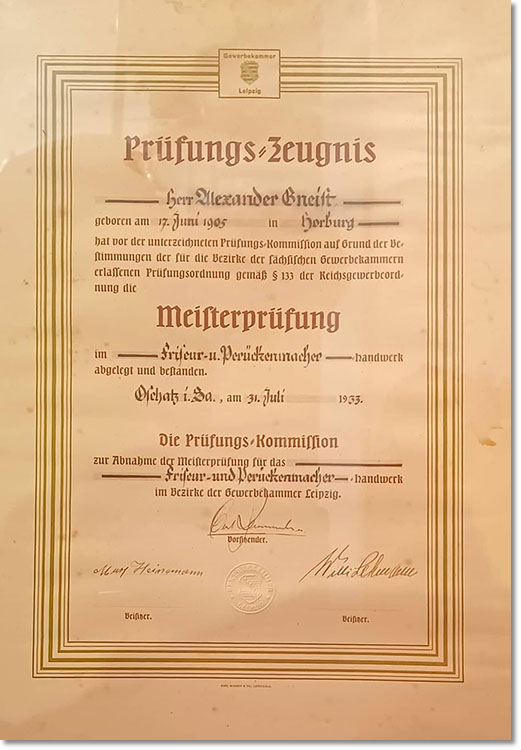 Gewerbekammer
Leipzig
Prüfungs-Zeugnis
Herr Alexander Gneist
geboren am 17. Juni 1905 in Horburg
hat vor der unterzeichneten Prüfungs-Kommission auf Grund der Be-
stimmungen der für die Bezirke der sächsischen Gewerbekammern
erlassenen Prüfungsordnung gemäß § 133 der Reichsgewerbeord-
nung die
Meisterprüfung
im Friseur-u. Perückenmacher-handwerk
abgelegt und bestanden.
Oschatz i. Sa., am 31. Juli 1933.
Die Prüfungs-Kommission
zur Abnahme der Meisterprüfung für das
Friseur-und Perückenmacher-handwerk
im Bezirke der Gewerbekammer Leipzig.
Vorsitzender.
Heinemann Willi Lehmann
Beisitzer. Beisitzer.